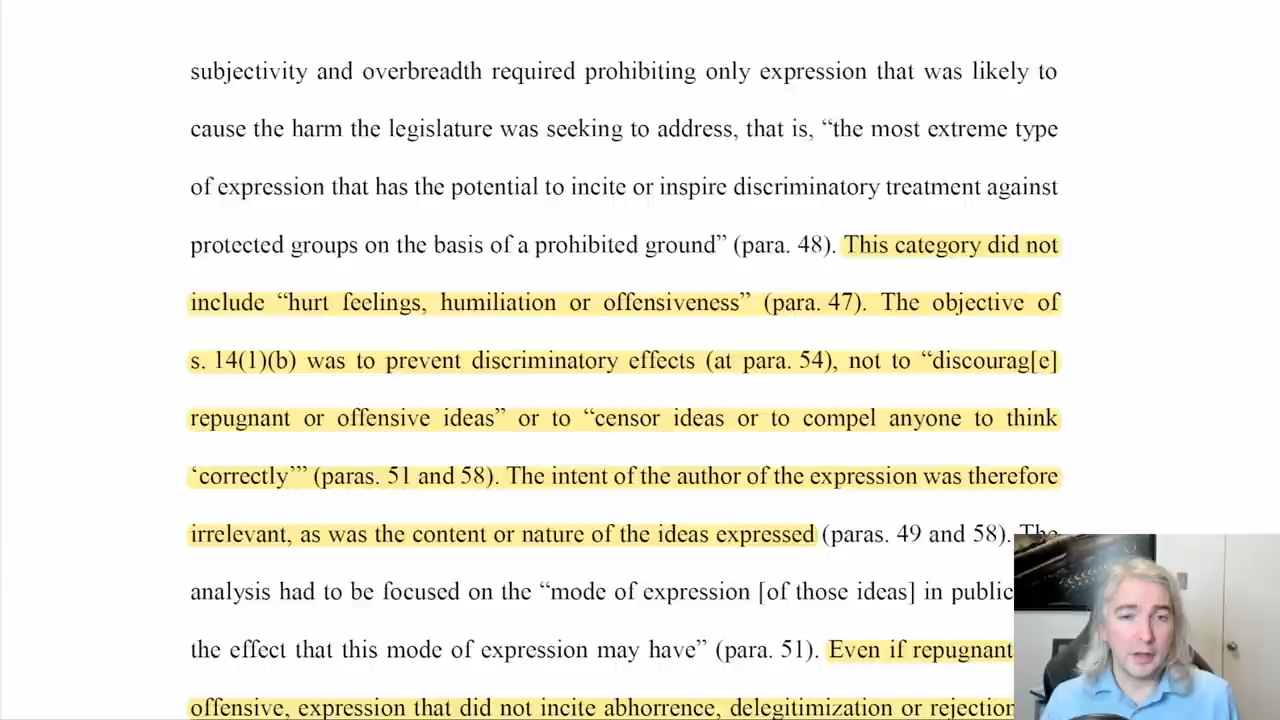 subjectivity and overbreadth required prohibiting only expression that was likely to
cause the harm the legislature was seeking to address, that is, “the most extreme type
of expression that has the potential to incite or inspire discriminatory treatment against
protected groups on the basis of a prohibited ground” (para. 48). This category did not
include “hurt feelings, humiliation or offensiveness” (para. 47). The objective of
s. 14(1)(b) was to prevent discriminatory effects (at para. 54), not to “discourag[e]
repugnant or offensive ideas” or to “censor ideas or to compel anyone to think
‘correctly’” (paras. 51 and 58). The intent of the author of the expression was therefore
irrelevant, as was the content or nature of the ideas expressed (paras. 49 and 58). The
analysis had to be focused on the “mode of expression [of those ideas] in public
the effect that this mode of expression may have” (para. 51). Even if repugnant
offensive, expression that did not incite abhorrence, delegitimization or rejection